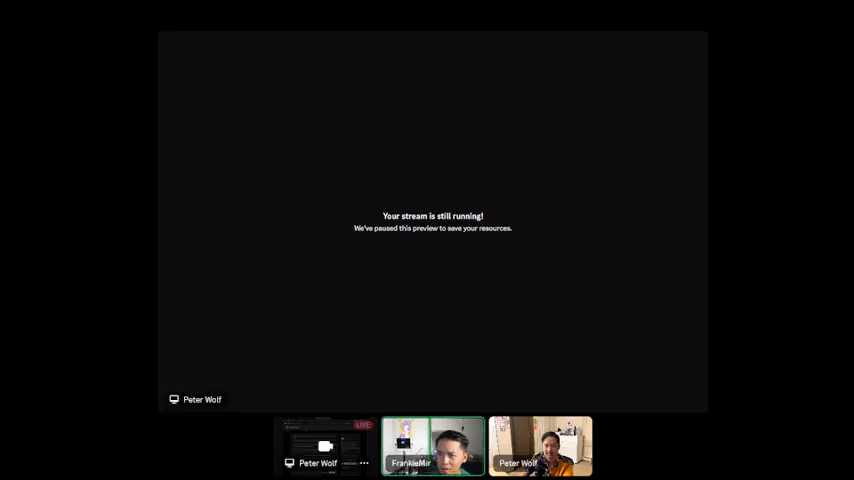 Your stream is still running!
We've paused this preview to save your resources.
Peter Wolf
LIVE
Peter Wolf
FrankieMir
Peter Wolf